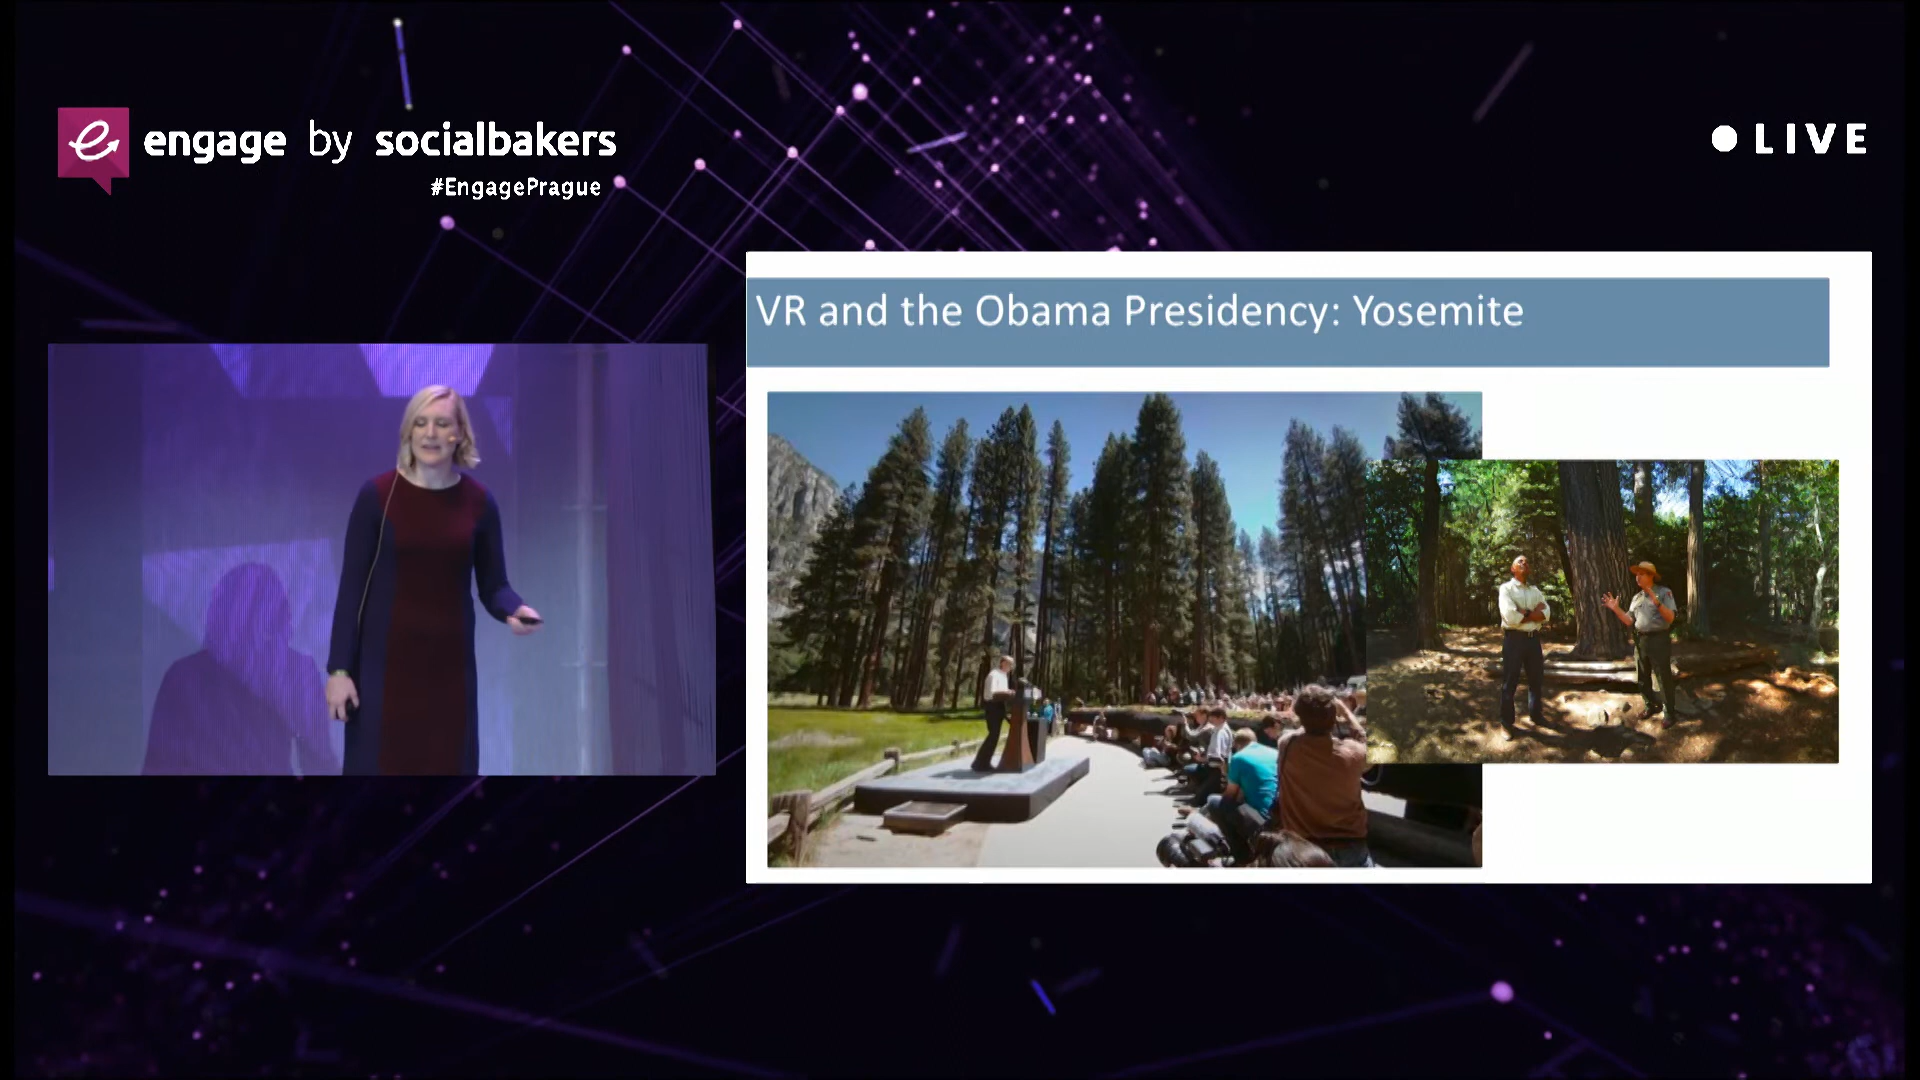 engage by socialbakers
#EngagePrague
LIVE
VR and the Obama Presidency: Yosemite